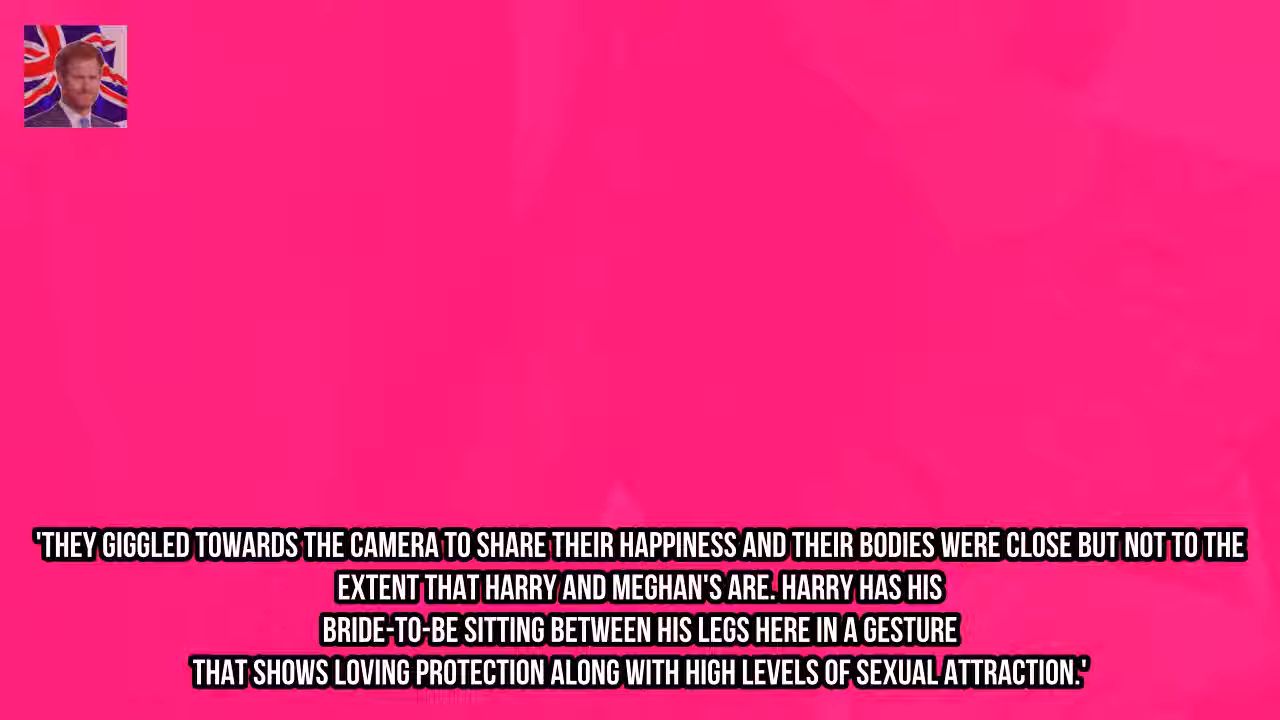 'THEY GIGGLED TOWARDS THE CAMERA TO SHARE THEIR HAPPINESS AND THEIR BODIES WERE CLOSE BUT NOT TO THE
EXTENT THAT HARRY AND MEGHAN'S ARE. HARRY HAS HIS
BRIDE-TO-BE SITTING BETWEEN HIS LEGS HERE IN A GESTURE
THAT SHOWS LOVING PROTECTION ALONG WITH HIGH LEVELS OF SEXUAL ATTRACTION.'